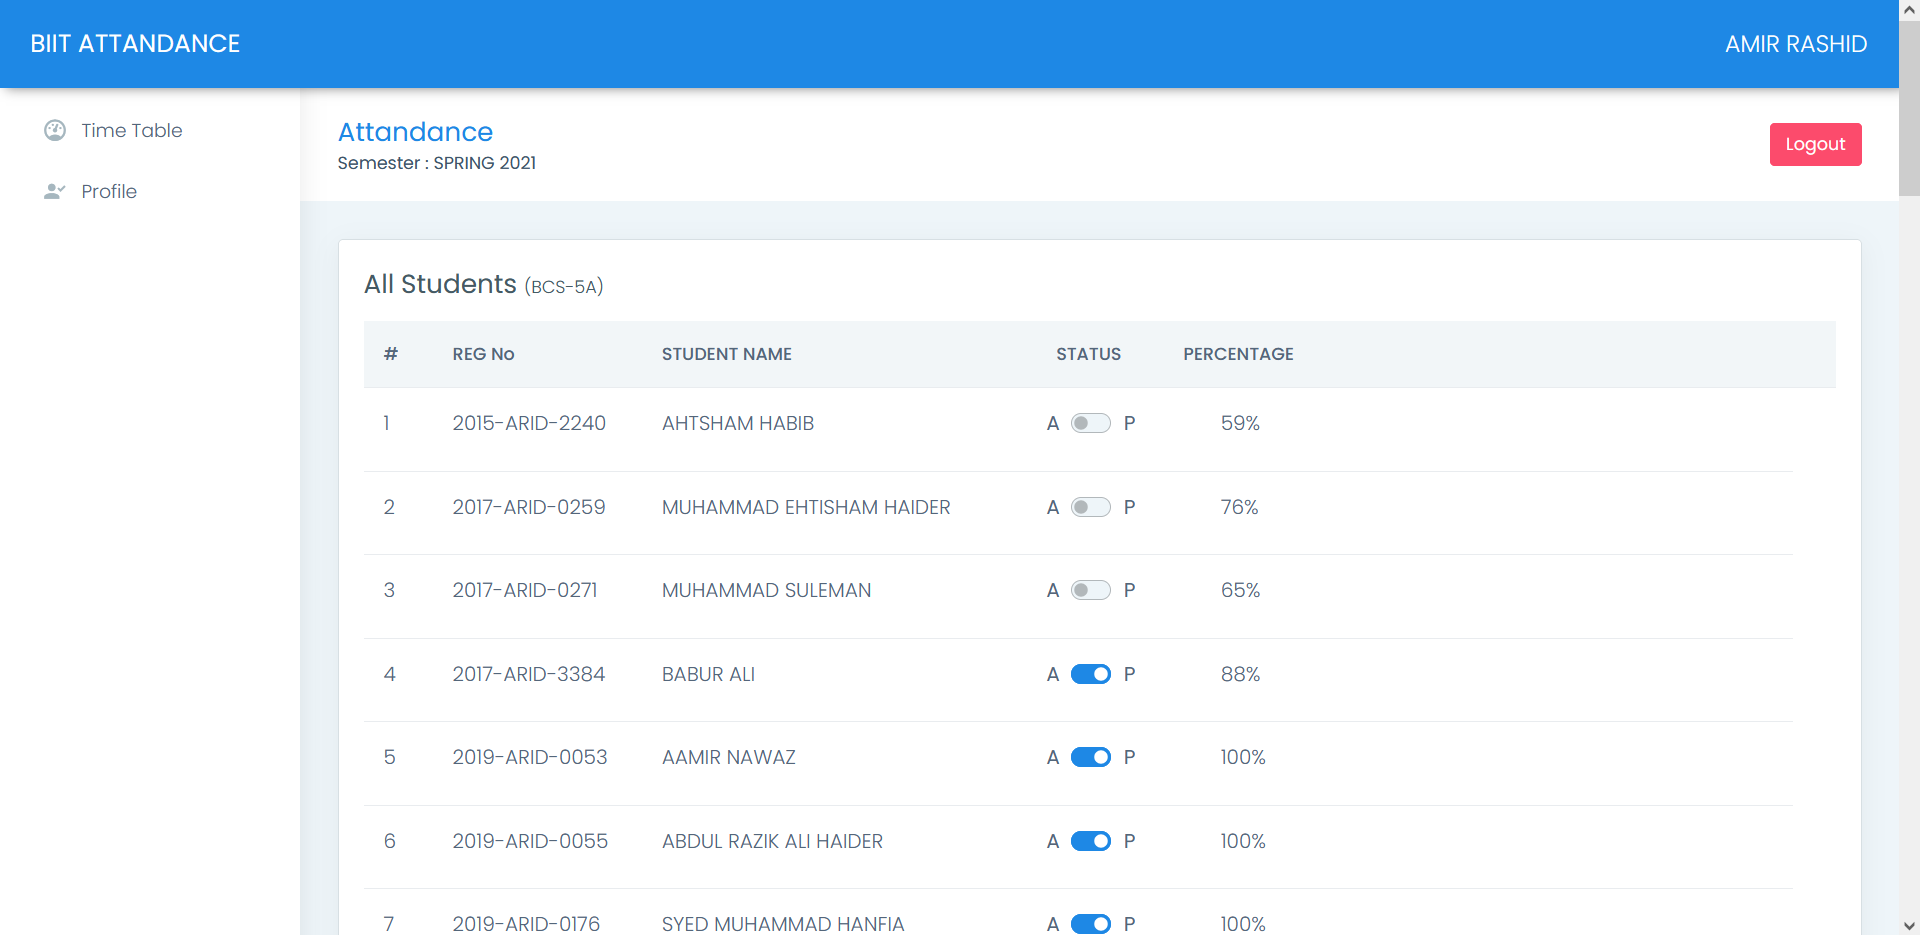 BIIT ATTANDANCE
AMIR RASHID
Time Table
Profile
Attandance
Semester : SPRING 2021
Logout
All Students (BCS-5A)
# REG No STUDENT NAME STATUS PERCENTAGE
1 2015-ARID-2240 AHTSHAM HABIB A P 59%
2 2017-ARID-0259 MUHAMMAD EHTISHAM HAIDER A P 76%
3 2017-ARID-0271 MUHAMMAD SULEMAN A P 65%
4 2017-ARID-3384 BABUR ALI A P 88%
5 2019-ARID-0053 AAMIR NAWAZ A P 100%
6 2019-ARID-0055 ABDUL RAZIK ALI HAIDER A P 100%
7 2019-ARID-0176 SYED MUHAMMAD HANFIA A P 100%